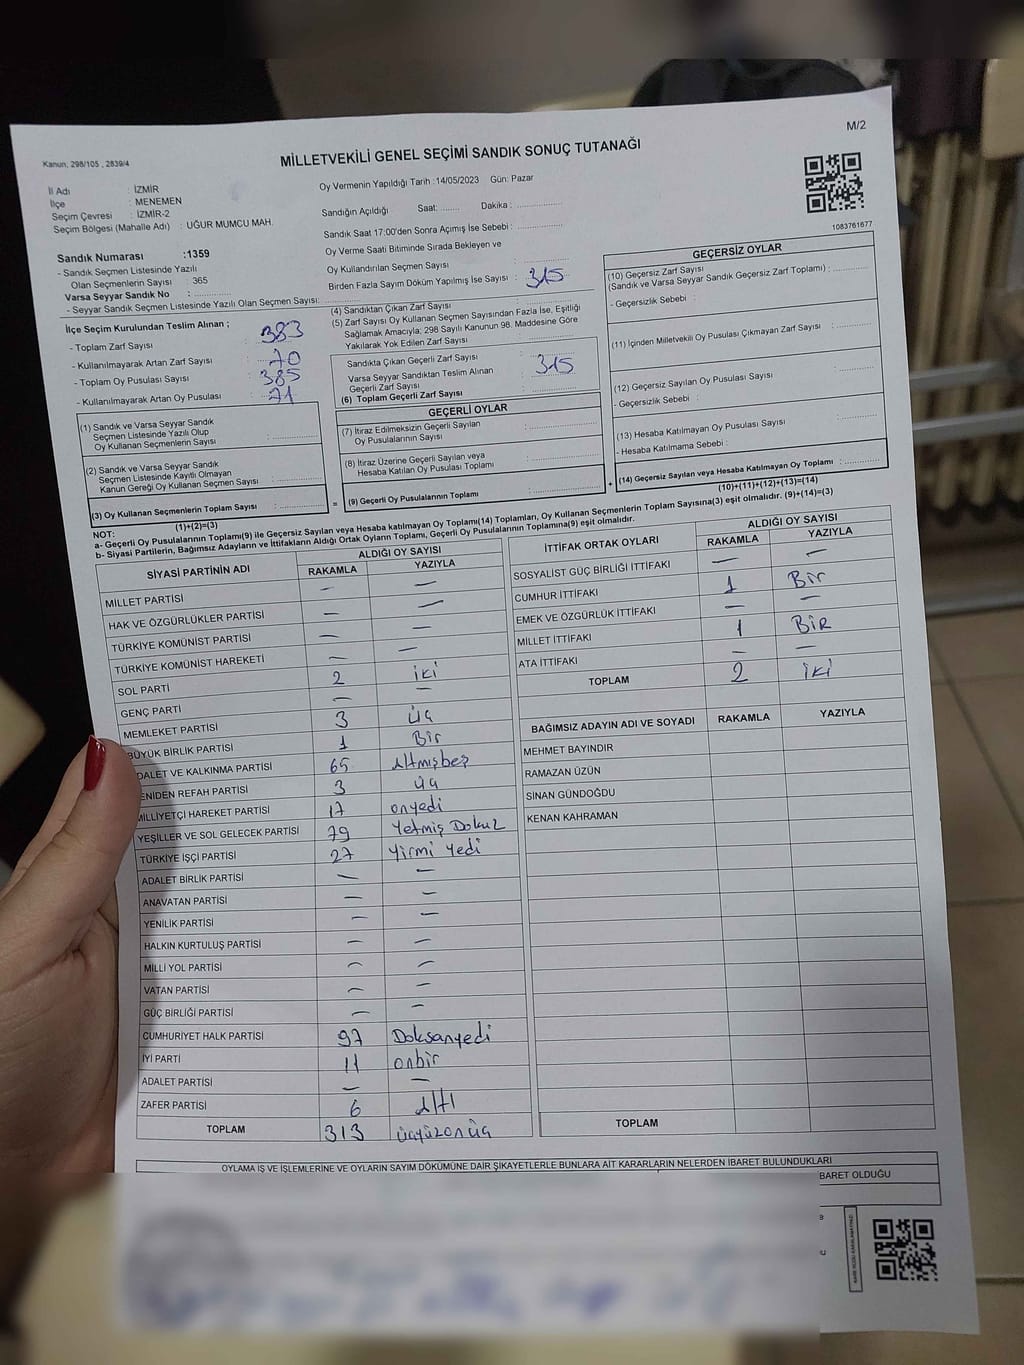 M/2
Kanun; 298/105 , 2839/4
MİLLETVEKİLİ GENEL SEÇİMİ SANDIK SONUÇ TUTANAĞI
İl Adı : İZMİR
İlçe : MENEMEN
Seçim Çevresi : İZMİR-2
Seçim Bölgesi (Mahalle Adı) : UĞUR MUMCU MAH.
Sandık Numarası :1359
- Sandık Seçmen Listesinde Yazılı
Olan Seçmenlerin Sayısı : 365
Varsa Seyyar Sandık No :
- Seyyar Sandık Seçmen Listesinde Yazılı Olan Seçmen Sayısı:
Oy Vermenin Yapıldığı Tarih :14/05/2023 Gün: Pazar
Sandığın Açıldığı Saat: Dakika :
Sandık Saat 17:00'den Sonra Açımış İse Sebebi :
Oy Verme Saati Bitiminde Sırada Bekleyen ve
Oy Kullandırılan Seçmen Sayısı :
Birden Fazla Sayım Döküm Yapılmış İse Sayısı : 315
1083761677
İlçe Seçim Kurulundan Teslim Alınan ;
- Toplam Zarf Sayısı : 383
- Kullanılmayarak Artan Zarf Sayısı : 70
- Toplam Oy Pusulası Sayısı : 385
- Kullanılmayarak Artan Oy Pusulası : 71
(4) Sandıktan Çıkan Zarf Sayısı :
(5) Zarf Sayısı Oy Kullanan Seçmen Sayısından Fazla İse, Eşitliği
Sağlamak Amacıyla; 298 Sayılı Kanunun 98. Maddesine Göre
Yakılarak Yok Edilen Zarf Sayısı :
Sandıkta Çıkan Geçerli Zarf Sayısı : 315
Varsa Seyyar Sandıktan Teslim Alınan
Geçerli Zarf Sayısı :
(6) Toplam Geçerli Zarf Sayısı :
GEÇERSİZ OYLAR
(10) Geçersiz Zarf Sayısı
(Sandık ve Varsa Seyyar Sandık Geçersiz Zarf Toplamı) :
- Geçersizlik Sebebi :
(11) İçinden Milletvekili Oy Pusulası Çıkmayan Zarf Sayısı :
(12) Geçersiz Sayılan Oy Pusulası Sayısı :
- Geçersizlik Sebebi :
(13) Hesaba Katılmayan Oy Pusulası Sayısı :
- Hesaba Katılmama Sebebi :
(14) Geçersiz Sayılan veya Hesaba Katılmayan Oy Toplamı :
(10)+(11)+(12)+(13)=(14)
(1) Sandık ve Varsa Seyyar Sandık
Seçmen Listesinde Yazılı Olup
Oy Kullanan Seçmenlerin Sayısı :
(2) Sandık ve Varsa Seyyar Sandık
Seçmen Listesinde Kayıtlı Olmayan
Kanun Gereği Oy Kullanan Seçmen Sayısı :
(3) Oy Kullanan Seçmenlerin Toplam Sayısı :
(1)+(2)=(3)
GEÇERLİ OYLAR
(7) İtiraz Edilmeksizin Geçerli Sayılan
Oy Pusulalarının Sayısı :
(8) İtiraz Üzerine Geçerli Sayılan veya
Hesaba Katılan Oy Pusulası Toplamı :
= (9) Geçerli Oy Pusulalarının Toplamı : +
NOT:
a- Geçerli Oy Pusulalarının Toplamı(9) ile Geçersiz Sayılan veya Hesaba katılmayan Oy Toplamı(14) Toplamları, Oy Kullanan Seçmenlerin Toplam Sayısına(3) eşit olmalıdır. (9)+(14)=(3)
b- Siyasi Partilerin, Bağımsız Adayların ve İttifakların Aldığı Ortak Oyların Toplamı, Geçerli Oy Pusulalarının Toplamına(9) eşit olmalıdır.
SİYASİ PARTİNİN ADI ALDIĞI OY SAYISI
RAKAMLA YAZIYLA
MİLLET PARTİSİ — —
HAK VE ÖZGÜRLÜKLER PARTİSİ — —
TÜRKİYE KOMÜNİST PARTİSİ — —
TÜRKİYE KOMÜNİST HAREKETİ — —
SOL PARTİ 2 iki
GENÇ PARTİ — —
MEMLEKET PARTİSİ 3 üç
BÜYÜK BİRLİK PARTİSİ 1 Bir
DALET VE KALKINMA PARTİSİ 65 Altmışbeş
ENİDEN REFAH PARTİSİ 3 üç
MİLLİYETÇİ HAREKET PARTİSİ 17 onyedi
YEŞİLLER VE SOL GELECEK PARTİSİ 79 Yetmiş Dokuz
TÜRKİYE İŞÇİ PARTİSİ 27 Yirmi Yedi
ADALET BİRLİK PARTİSİ — —
ANAVATAN PARTİSİ — —
YENİLİK PARTİSİ — —
HALKIN KURTULUŞ PARTİSİ — —
MİLLİ YOL PARTİSİ — —
VATAN PARTİSİ — —
GÜÇ BİRLİĞİ PARTİSİ — —
CUMHURİYET HALK PARTİSİ 97 Doksanyedi
İYİ PARTİ 11 onbir
ADALET PARTİSİ — —
ZAFER PARTİSİ 6 Altı
TOPLAM 313 üçyüzonüç
İTTİFAK ORTAK OYLARI ALDIĞI OY SAYISI
RAKAMLA YAZIYLA
SOSYALİST GÜÇ BİRLİĞİ İTTİFAKI — —
CUMHUR İTTİFAKI 1 Bir
EMEK VE ÖZGÜRLÜK İTTİFAKI — —
MİLLET İTTİFAKI 1 BİR
ATA İTTİFAKI — —
TOPLAM 2 iki
BAĞIMSIZ ADAYIN ADI VE SOYADI RAKAMLA YAZIYLA
MEHMET BAYINDIR
RAMAZAN ÜZÜN
SİNAN GÜNDOĞDU
KENAN KAHRAMAN
TOPLAM
OYLAMA İŞ VE İŞLEMLERİNE VE OYLARIN SAYIM DÖKÜMÜNE DAİR ŞİKAYETLERLE BUNLARA AİT KARARLARIN NELERDEN İBARET BULUNDUKLARI
BARET OLDUĞU